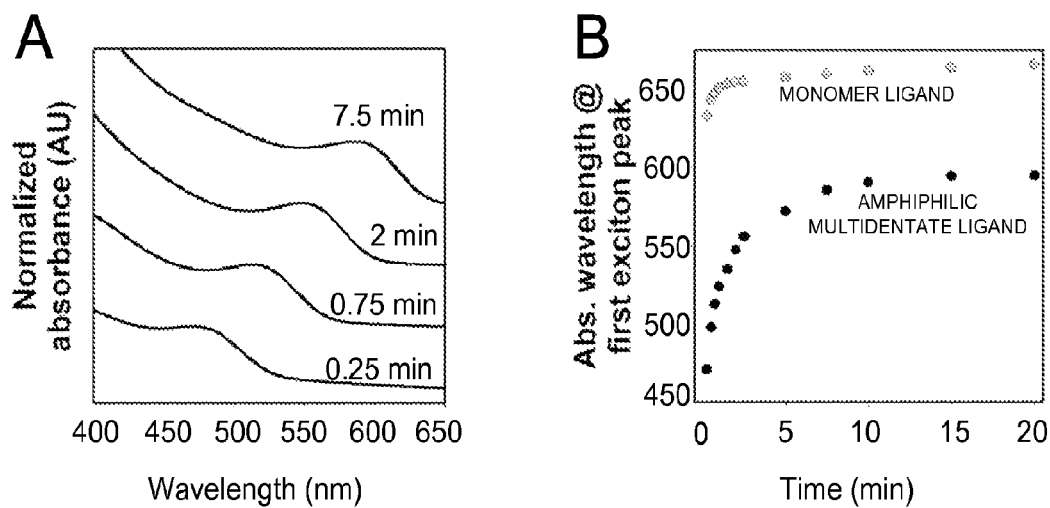 A
Normalized
absorbance (AU)
7.5 min
2 min
0.75 min
0.25 min
400 450 500 550 600 650
Wavelength (nm)
B
Abs. wavelength @
first exciton peak
650
600
550
500
450
MONOMER LIGAND
AMPHIPHILIC
MULTIDENTATE LIGAND
0 5 10 15 20
Time (min)